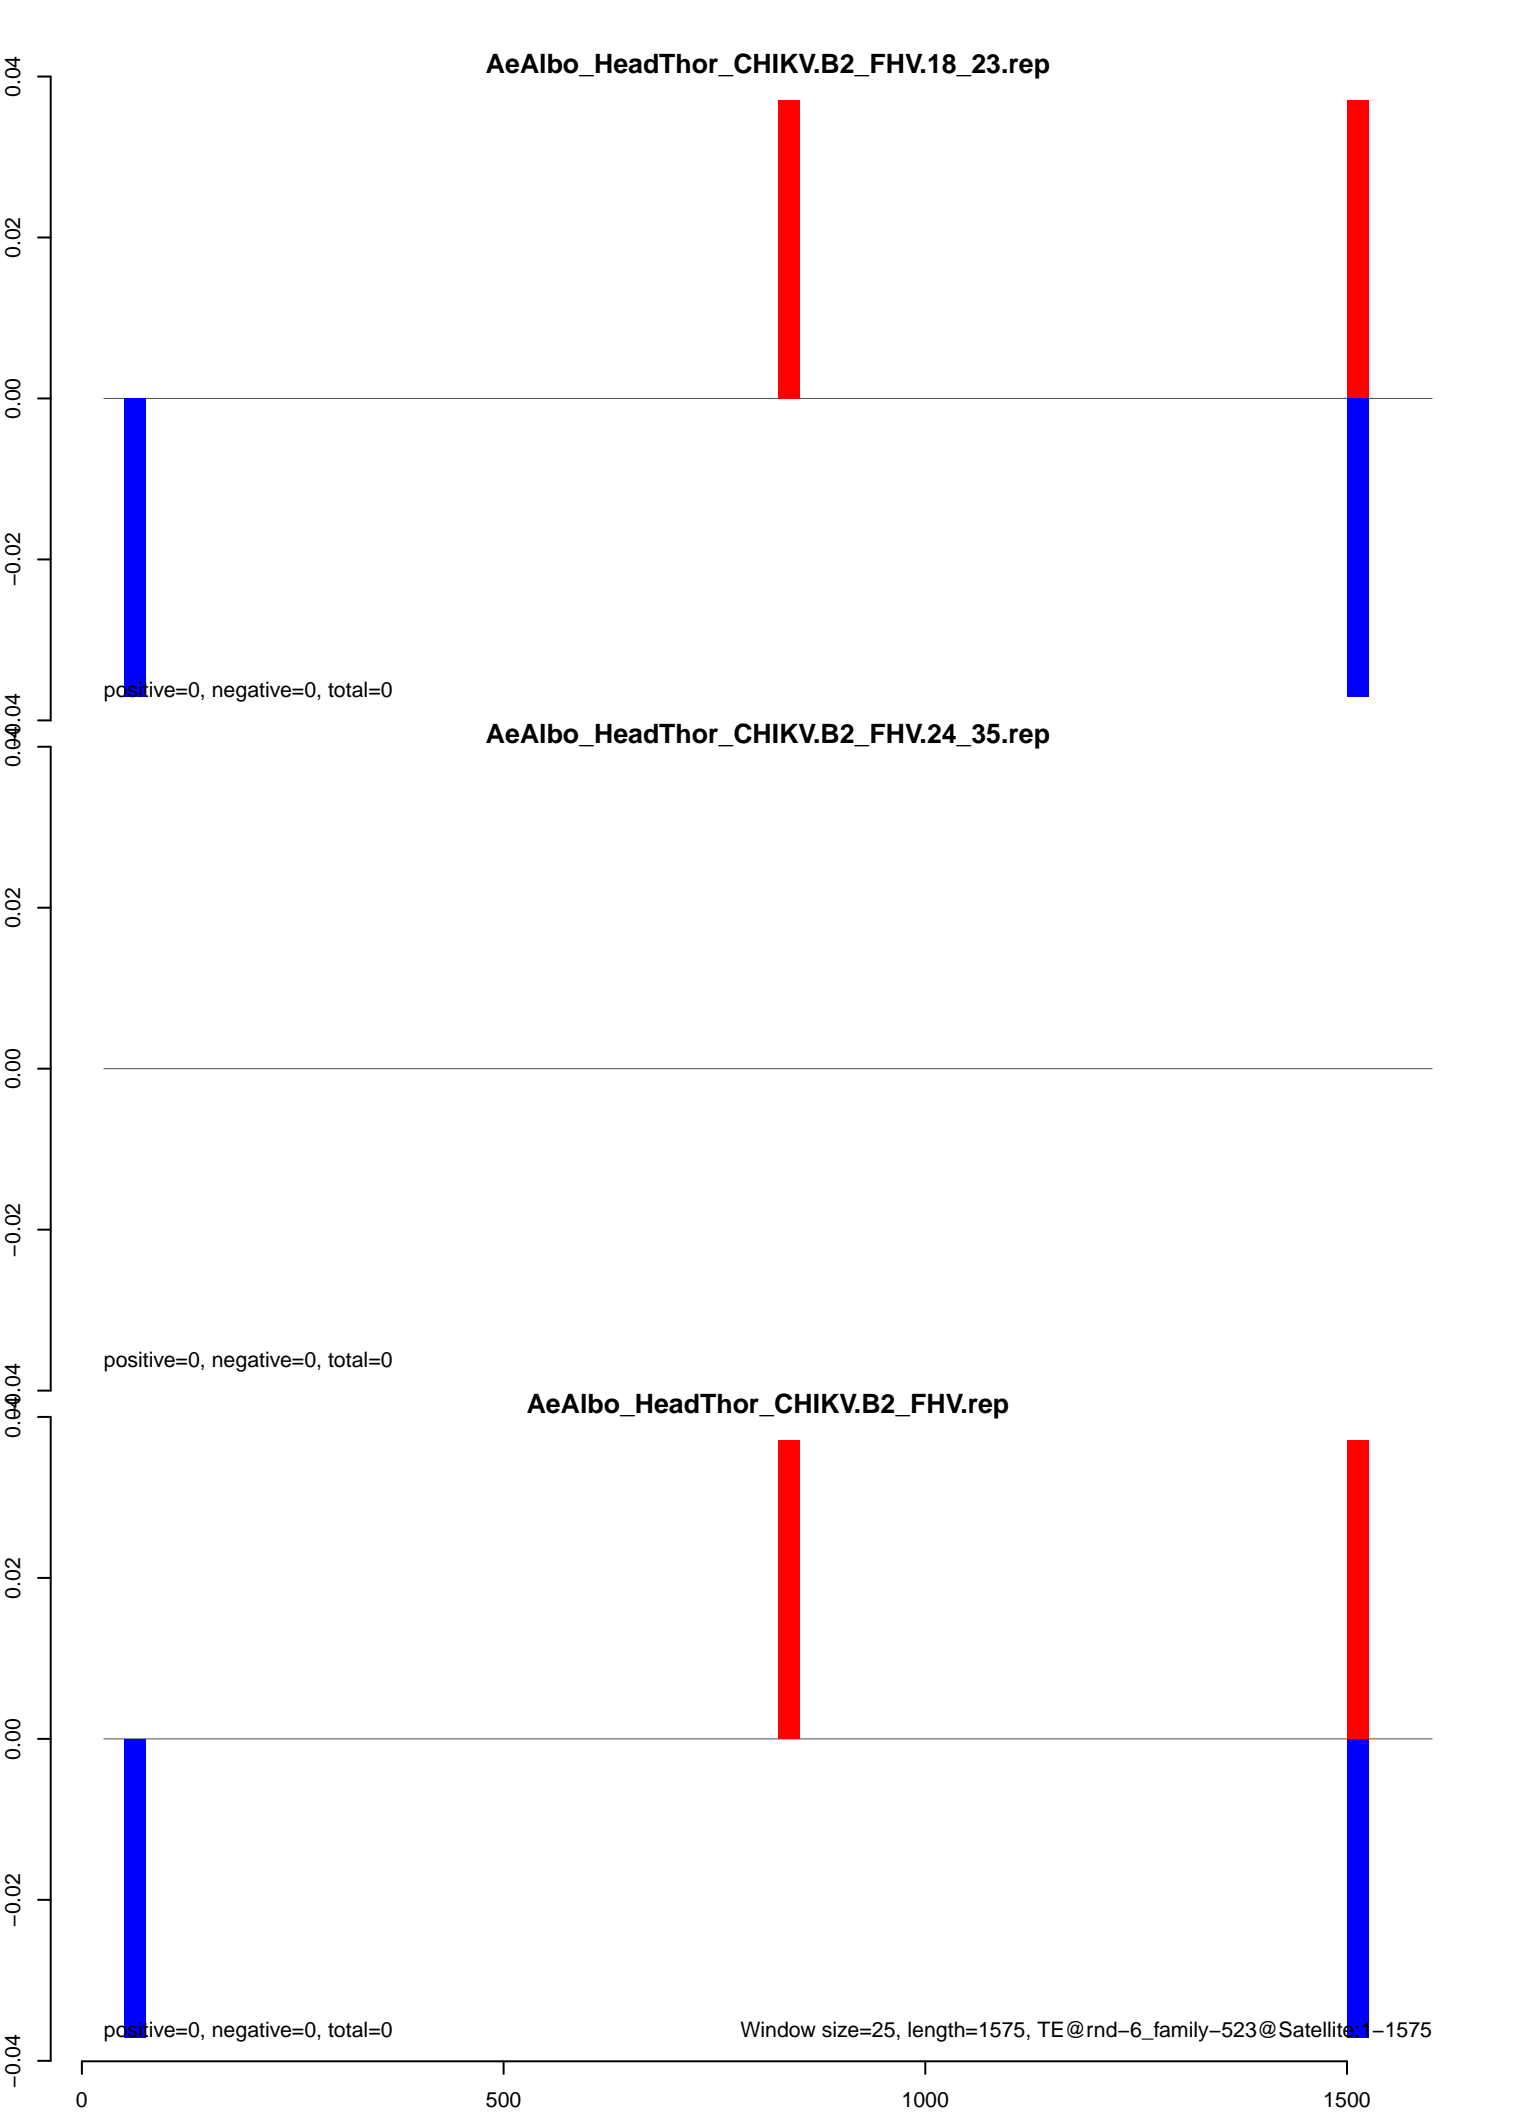 AeAlbo_HeadThor_CHIKV.B2_FHV.18_23.rep
0.04
0.02
0.00
−0.02
−0.04
positive=0, negative=0, total=0
AeAlbo_HeadThor_CHIKV.B2_FHV.24_35.rep
0.04
0.02
0.00
−0.02
−0.04
positive=0, negative=0, total=0
AeAlbo_HeadThor_CHIKV.B2_FHV.rep
0.04
0.02
0.00
−0.02
−0.04
positive=0, negative=0, total=0
Window size=25, length=1575, TE@rnd−6_family−523@Satellite:1−1575
0
500
1000
1500